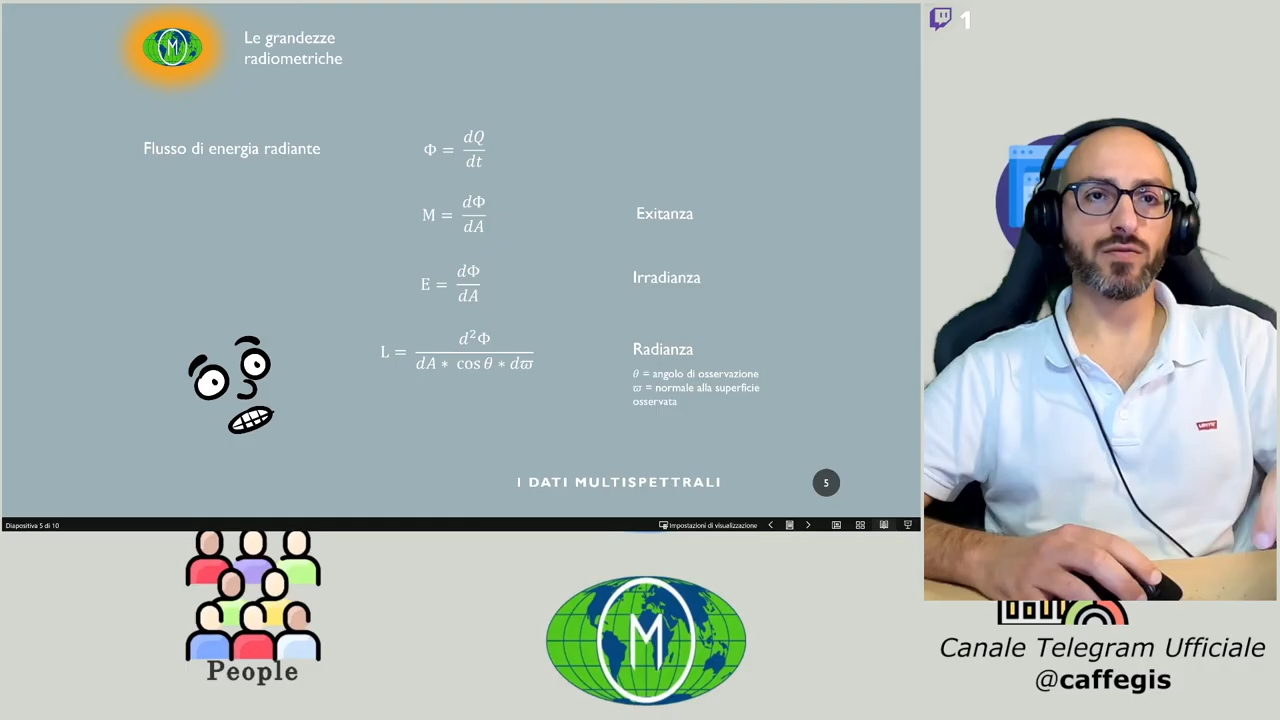 1
Le grandezze
radiometriche
M
Flusso di energia radiante
Φ = dQ/dt
M = dΦ/dA
Exitanza
E = dΦ/dA
Irradianza
L = d²Φ/(dA∗ cos θ ∗ dϖ)
Radianza
θ = angolo di osservazione
ϖ = normale alla superficie
osservata
I DATI MULTISPETTRALI
5
Diapositiva 5 di 10
Impostazioni di visualizzazione
LEVI'S
People
M
Canale Telegram Ufficiale
@caffegis